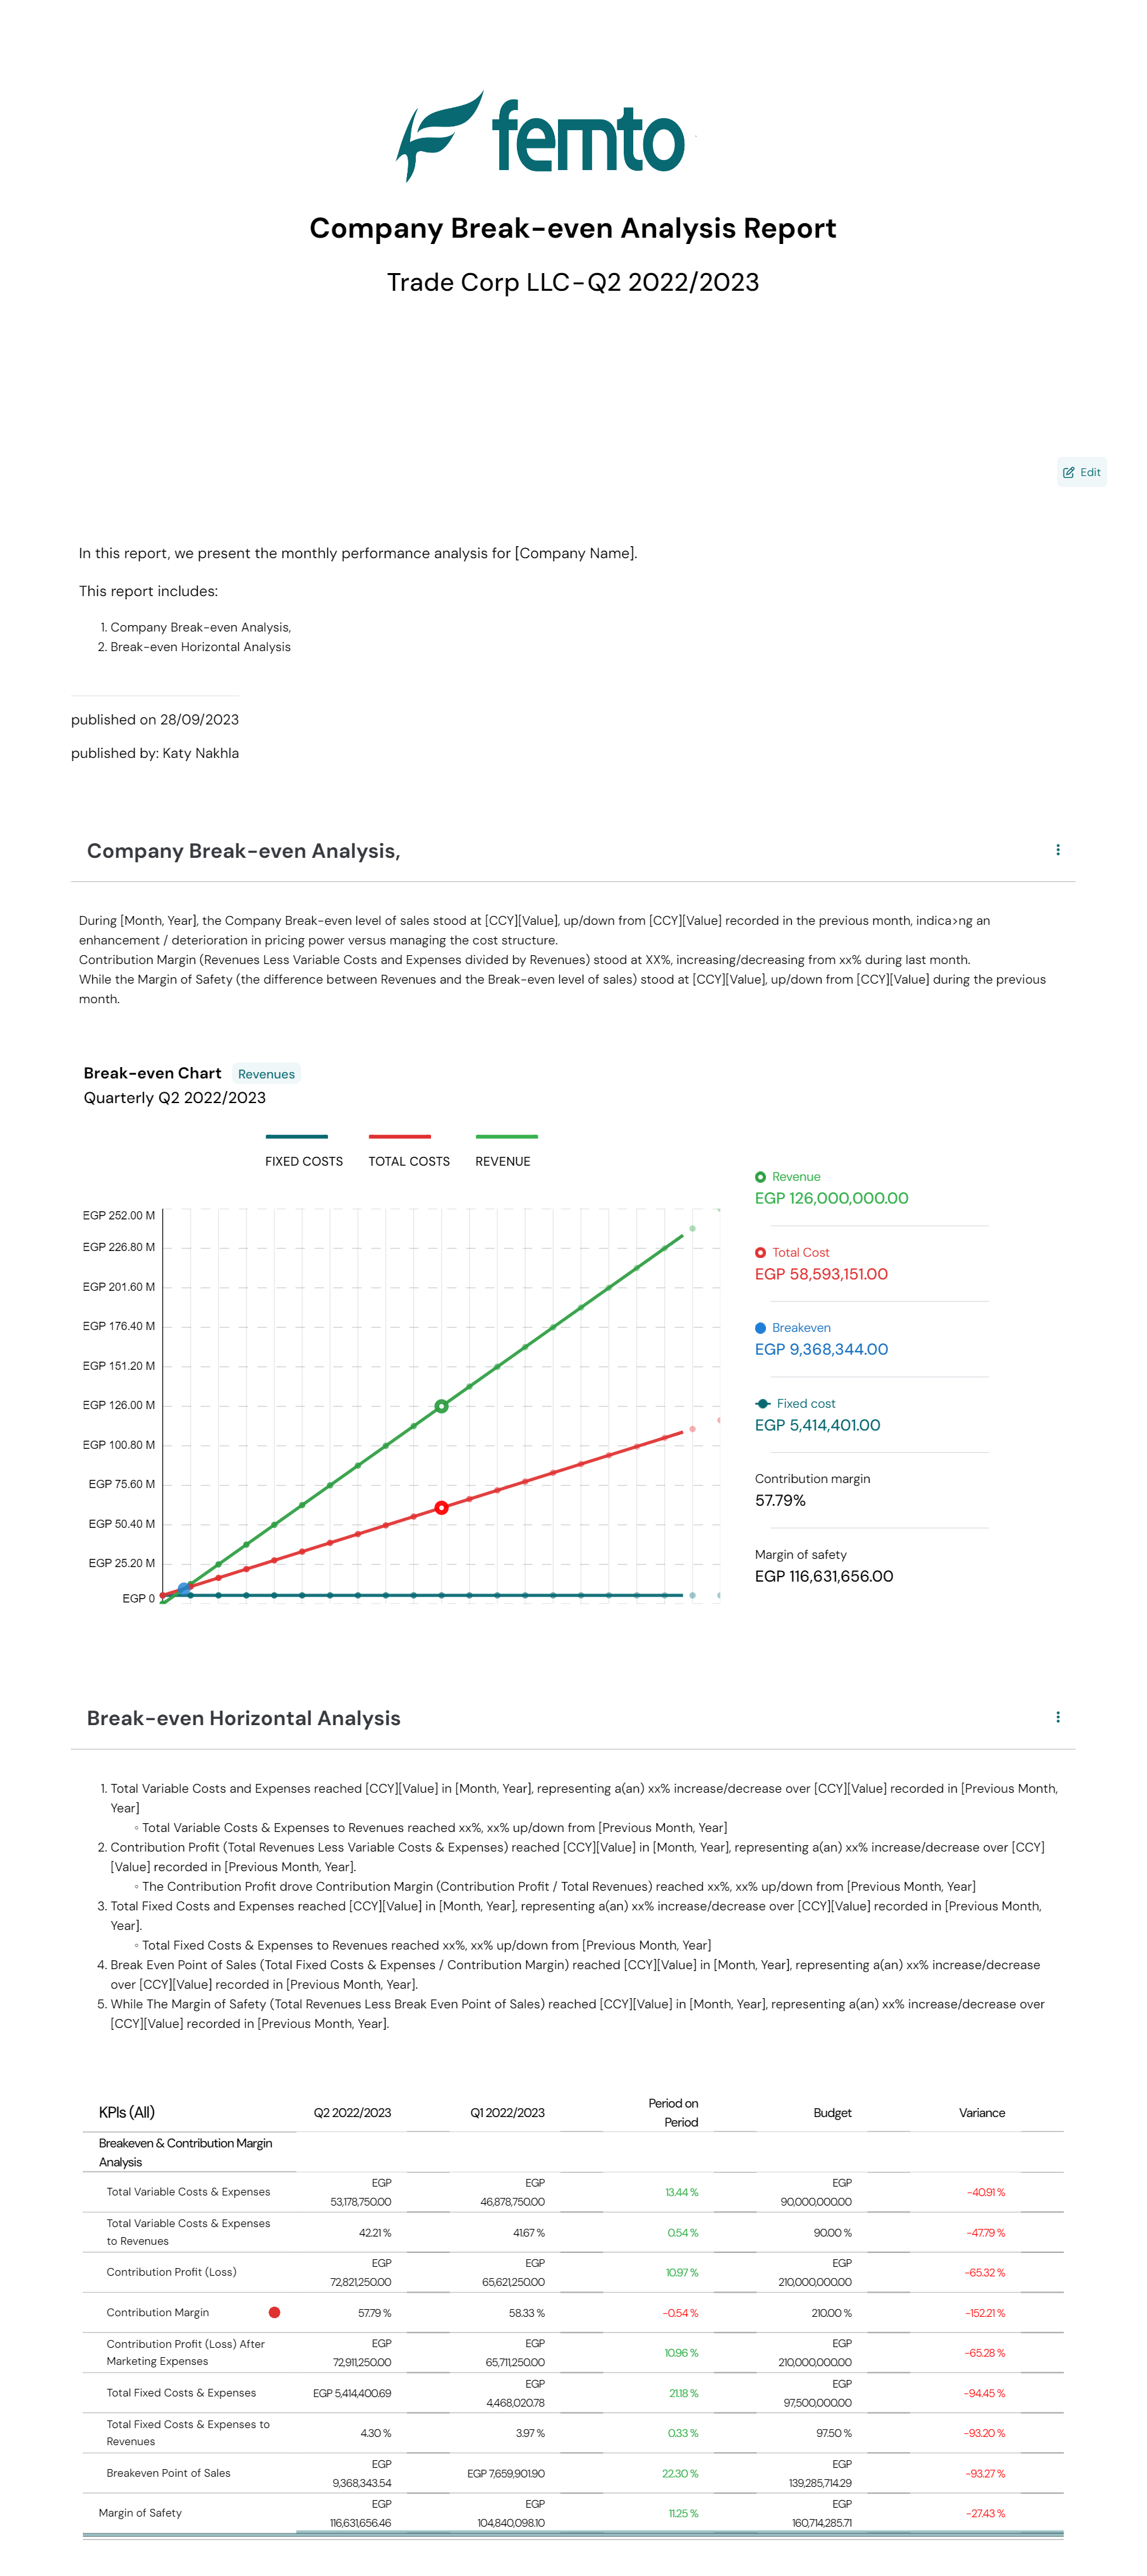 femto
Company Break-even Analysis Report
Trade Corp LLC-Q2 2022/2023
Edit
In this report, we present the monthly performance analysis for [Company Name].
This report includes:
1. Company Break-even Analysis,
2. Break-even Horizontal Analysis
published on 28/09/2023
published by: Katy Nakhla
Company Break-even Analysis,
During [Month, Year], the Company Break-even level of sales stood at [CCY][Value], up/down from [CCY][Value] recorded in the previous month, indica>ng an
enhancement / deterioration in pricing power versus managing the cost structure.
Contribution Margin (Revenues Less Variable Costs and Expenses divided by Revenues) stood at XX%, increasing/decreasing from xx% during last month.
While the Margin of Safety (the difference between Revenues and the Break-even level of sales) stood at [CCY][Value], up/down from [CCY][Value] during the previous
month.
Break-even Chart Revenues
Quarterly Q2 2022/2023
FIXED COSTS TOTAL COSTS REVENUE
EGP 252.00 M
EGP 226.80 M
EGP 201.60 M
EGP 176.40 M
EGP 151.20 M
EGP 126.00 M
EGP 100.80 M
EGP 75.60 M
EGP 50.40 M
EGP 25.20 M
EGP 0
Revenue
EGP 126,000,000.00
Total Cost
EGP 58,593,151.00
Breakeven
EGP 9,368,344.00
Fixed cost
EGP 5,414,401.00
Contribution margin
57.79%
Margin of safety
EGP 116,631,656.00
Break-even Horizontal Analysis
1. Total Variable Costs and Expenses reached [CCY][Value] in [Month, Year], representing a(an) xx% increase/decrease over [CCY][Value] recorded in [Previous Month,
Year]
◦ Total Variable Costs & Expenses to Revenues reached xx%, xx% up/down from [Previous Month, Year]
2. Contribution Profit (Total Revenues Less Variable Costs & Expenses) reached [CCY][Value] in [Month, Year], representing a(an) xx% increase/decrease over [CCY]
[Value] recorded in [Previous Month, Year].
◦ The Contribution Profit drove Contribution Margin (Contribution Profit / Total Revenues) reached xx%, xx% up/down from [Previous Month, Year]
3. Total Fixed Costs and Expenses reached [CCY][Value] in [Month, Year], representing a(an) xx% increase/decrease over [CCY][Value] recorded in [Previous Month,
Year].
◦ Total Fixed Costs & Expenses to Revenues reached xx%, xx% up/down from [Previous Month, Year]
4. Break Even Point of Sales (Total Fixed Costs & Expenses / Contribution Margin) reached [CCY][Value] in [Month, Year], representing a(an) xx% increase/decrease
over [CCY][Value] recorded in [Previous Month, Year].
5. While The Margin of Safety (Total Revenues Less Break Even Point of Sales) reached [CCY][Value] in [Month, Year], representing a(an) xx% increase/decrease over
[CCY][Value] recorded in [Previous Month, Year].
KPIs (All) Q2 2022/2023 Q1 2022/2023 Period on Period Budget Variance
Breakeven & Contribution Margin
Analysis
Total Variable Costs & Expenses EGP 53,178,750.00 EGP 46,878,750.00 13.44 % EGP 90,000,000.00 -40.91 %
Total Variable Costs & Expenses to Revenues 42.21 % 41.67 % 0.54 % 90.00 % -47.79 %
Contribution Profit (Loss) EGP 72,821,250.00 EGP 65,621,250.00 10.97 % EGP 210,000,000.00 -65.32 %
Contribution Margin 57.79 % 58.33 % -0.54 % 210.00 % -152.21 %
Contribution Profit (Loss) After Marketing Expenses EGP 72,911,250.00 EGP 65,711,250.00 10.96 % EGP 210,000,000.00 -65.28 %
Total Fixed Costs & Expenses EGP 5,414,400.69 EGP 4,468,020.78 21.18 % EGP 97,500,000.00 -94.45 %
Total Fixed Costs & Expenses to Revenues 4.30 % 3.97 % 0.33 % 97.50 % -93.20 %
Breakeven Point of Sales EGP 9,368,343.54 EGP 7,659,901.90 22.30 % EGP 139,285,714.29 -93.27 %
Margin of Safety EGP 116,631,656.46 EGP 104,840,098.10 11.25 % EGP 160,714,285.71 -27.43 %